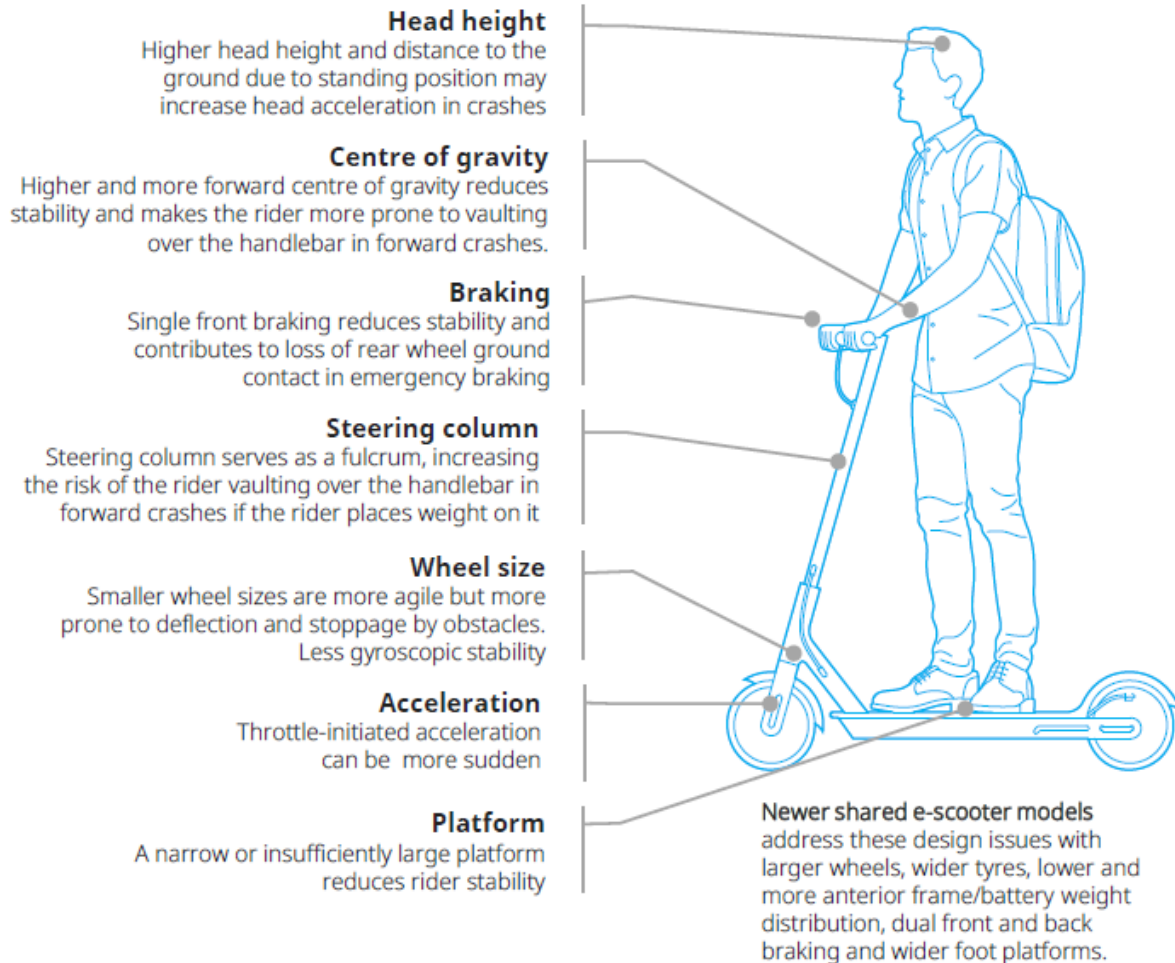 Head height
Higher head height and distance to the
ground due to standing position may
increase head acceleration in crashes
Centre of gravity
Higher and more forward centre of gravity reduces
stability and makes the rider more prone to vaulting
over the handlebar in forward crashes.
Braking
Single front braking reduces stability and
contributes to loss of rear wheel ground
contact in emergency braking
Steering column
Steering column serves as a fulcrum, increasing
the risk of the rider vaulting over the handlebar in
forward crashes if the rider places weight on it
Wheel size
Smaller wheel sizes are more agile but more
prone to deflection and stoppage by obstacles.
Less gyroscopic stability
Acceleration
Throttle-initiated acceleration
can be more sudden
Platform
A narrow or insufficiently large platform
reduces rider stability
Newer shared e-scooter models
address these design issues with
larger wheels, wider tyres, lower and
more anterior frame/battery weight
distribution, dual front and back
braking and wider foot platforms.